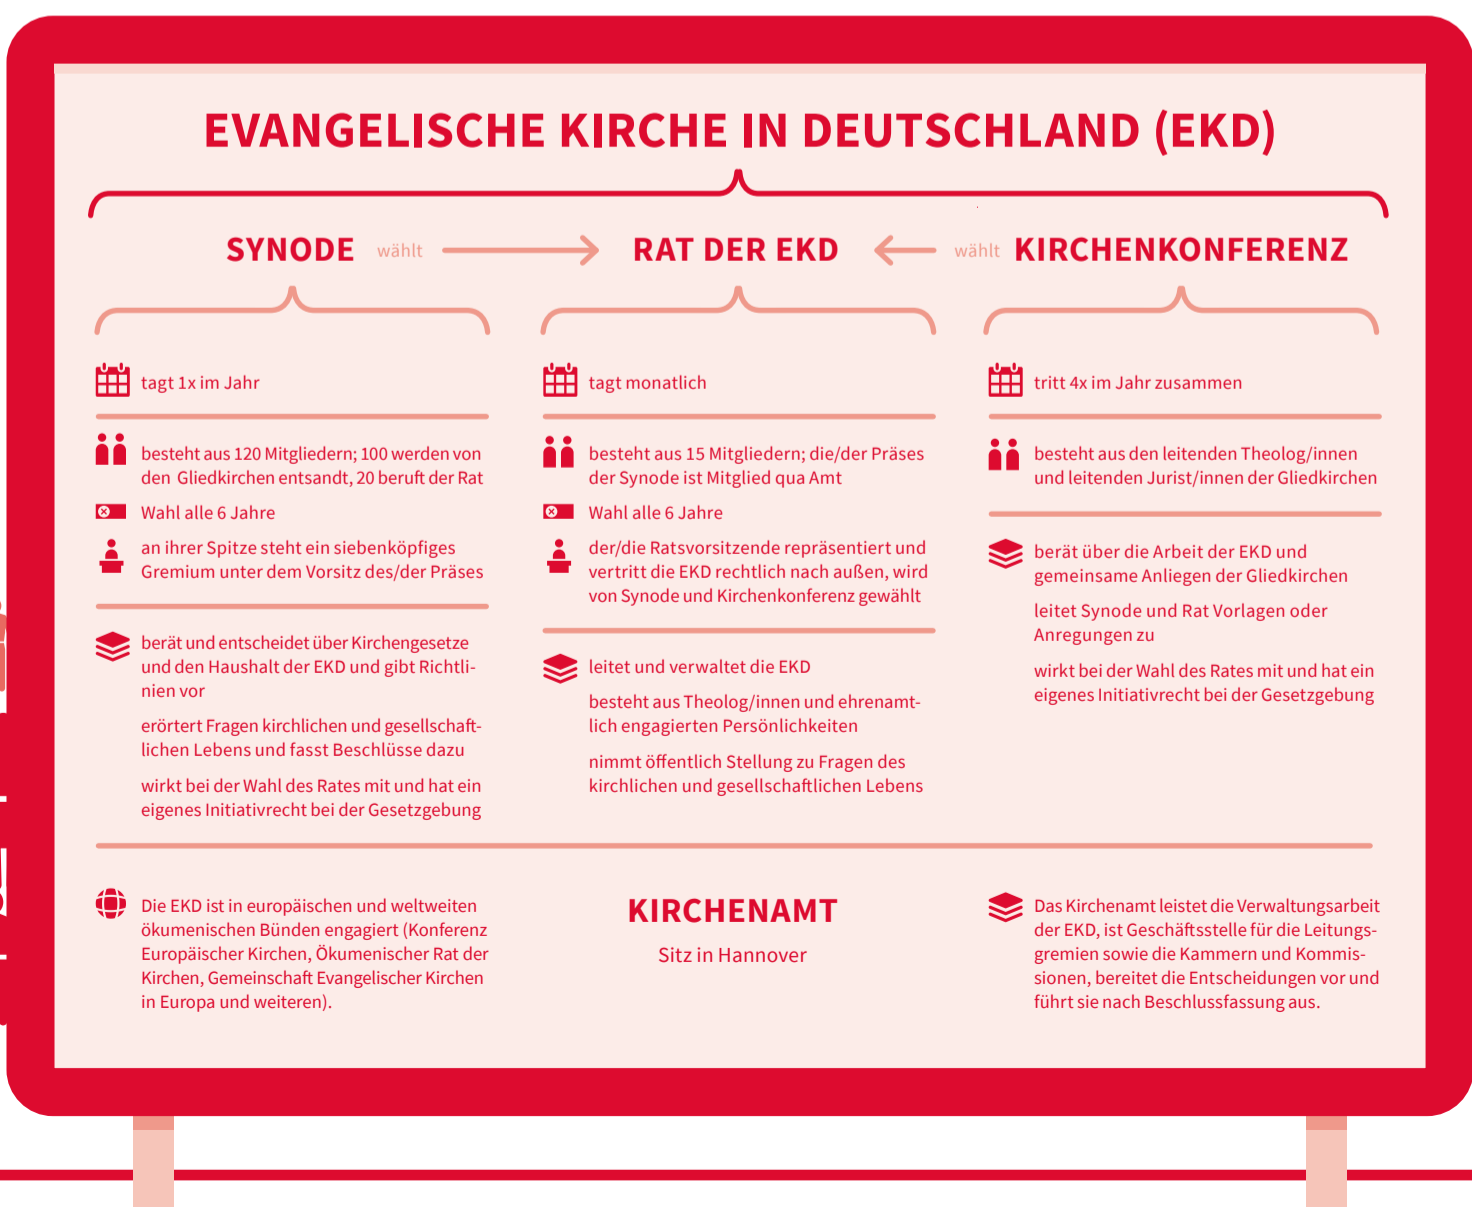 EVANGELISCHE KIRCHE IN DEUTSCHLAND (EKD)
SYNODE wählt
RAT DER EKD
wählt KIRCHENKONFERENZ
tagt 1x im Jahr
besteht aus 120 Mitgliedern; 100 werden von
den Gliedkirchen entsandt, 20 beruft der Rat
Wahl alle 6 Jahre
an ihrer Spitze steht ein siebenköpfiges
Gremium unter dem Vorsitz des/der Präses
berät und entscheidet über Kirchengesetze
und den Haushalt der EKD und gibt Richtli-
nien vor
erörtert Fragen kirchlichen und gesellschaft-
lichen Lebens und fasst Beschlüsse dazu
wirkt bei der Wahl des Rates mit und hat ein
eigenes Initiativrecht bei der Gesetzgebung
tagt monatlich
besteht aus 15 Mitgliedern; die/der Präses
der Synode ist Mitglied qua Amt
Wahl alle 6 Jahre
der/die Ratsvorsitzende repräsentiert und
vertritt die EKD rechtlich nach außen, wird
von Synode und Kirchenkonferenz gewählt
leitet und verwaltet die EKD
besteht aus Theolog/innen und ehrenamt-
lich engagierten Persönlichkeiten
nimmt öffentlich Stellung zu Fragen des
kirchlichen und gesellschaftlichen Lebens
tritt 4x im Jahr zusammen
besteht aus den leitenden Theolog/innen
und leitenden Jurist/innen der Gliedkirchen
berät über die Arbeit der EKD und
gemeinsame Anliegen der Gliedkirchen
leitet Synode und Rat Vorlagen oder
Anregungen zu
wirkt bei der Wahl des Rates mit und hat ein
eigenes Initiativrecht bei der Gesetzgebung
Die EKD ist in europäischen und weltweiten
ökumenischen Bünden engagiert (Konferenz
Europäischer Kirchen, Ökumenischer Rat der
Kirchen, Gemeinschaft Evangelischer Kirchen
in Europa und weiteren).
KIRCHENAMT
Sitz in Hannover
Das Kirchenamt leistet die Verwaltungsarbeit
der EKD, ist Geschäftsstelle für die Leitungs-
gremien sowie die Kammern und Kommis-
sionen, bereitet die Entscheidungen vor und
führt sie nach Beschlussfassung aus.